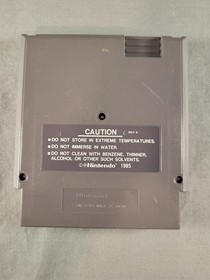 CAUTION
● DO NOT STORE IN EXTREME TEMPERATURES.
● DO NOT IMMERSE IN WATER.
● DO NOT CLEAN WITH BENZENE, THINNER,
ALCOHOL OR OTHER SUCH SOLVENTS.
©®Nintendo 1985
Nintendo